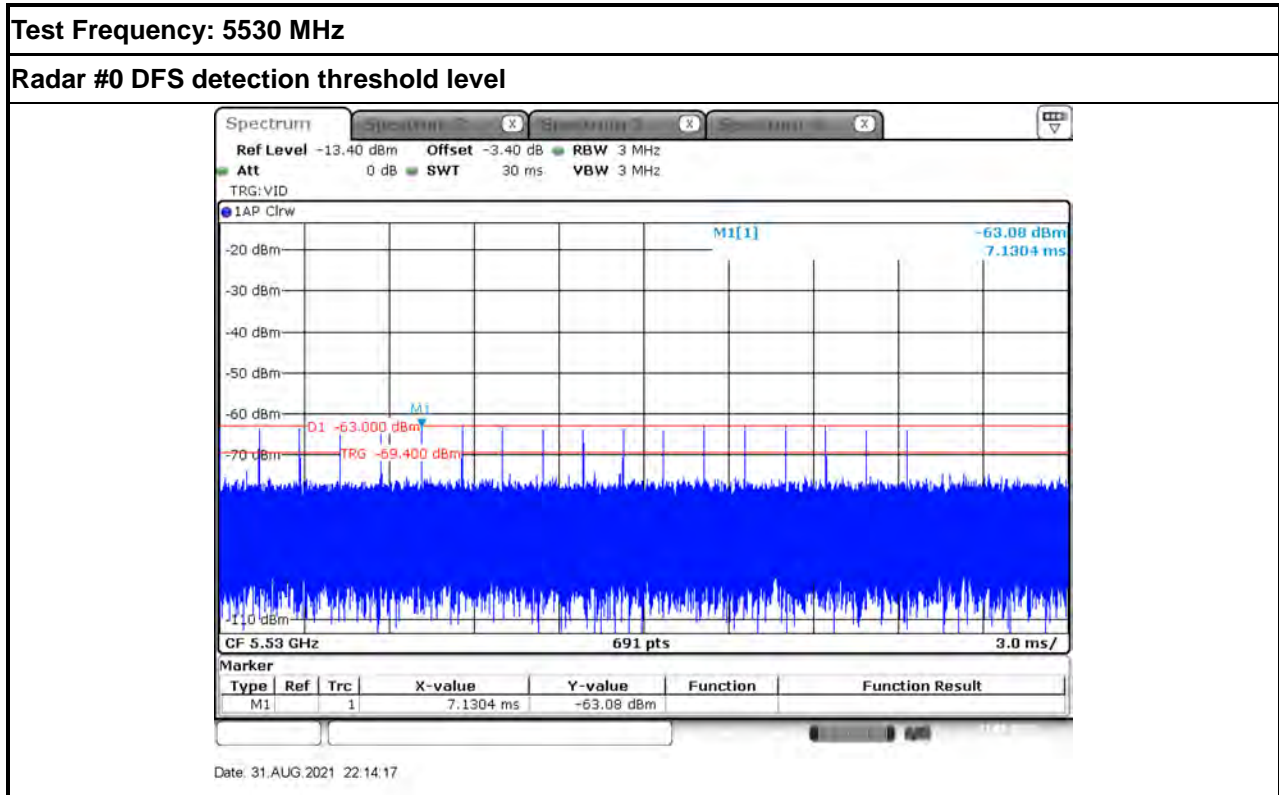 Test Frequency: 5530 MHz
Radar #0 DFS detection threshold level
Spectrum
Ref Level -13.40 dBm Offset -3.40 dB RBW 3 MHz
Att 0 dB SWT 30 ms VBW 3 MHz
TRG:VID
1AP Clrw
M1[1] -63.08 dBm
7.1304 ms
-20 dBm
-30 dBm
-40 dBm
-50 dBm
-60 dBm
M1
D1 -63.000 dBm
-70 dBm
TRG -69.400 dBm
-110 dBm
CF 5.53 GHz 691 pts 3.0 ms/
Marker
Type Ref Trc X-value Y-value Function Function Result
M1 1 7.1304 ms -63.08 dBm
Date: 31.AUG.2021 22:14:17